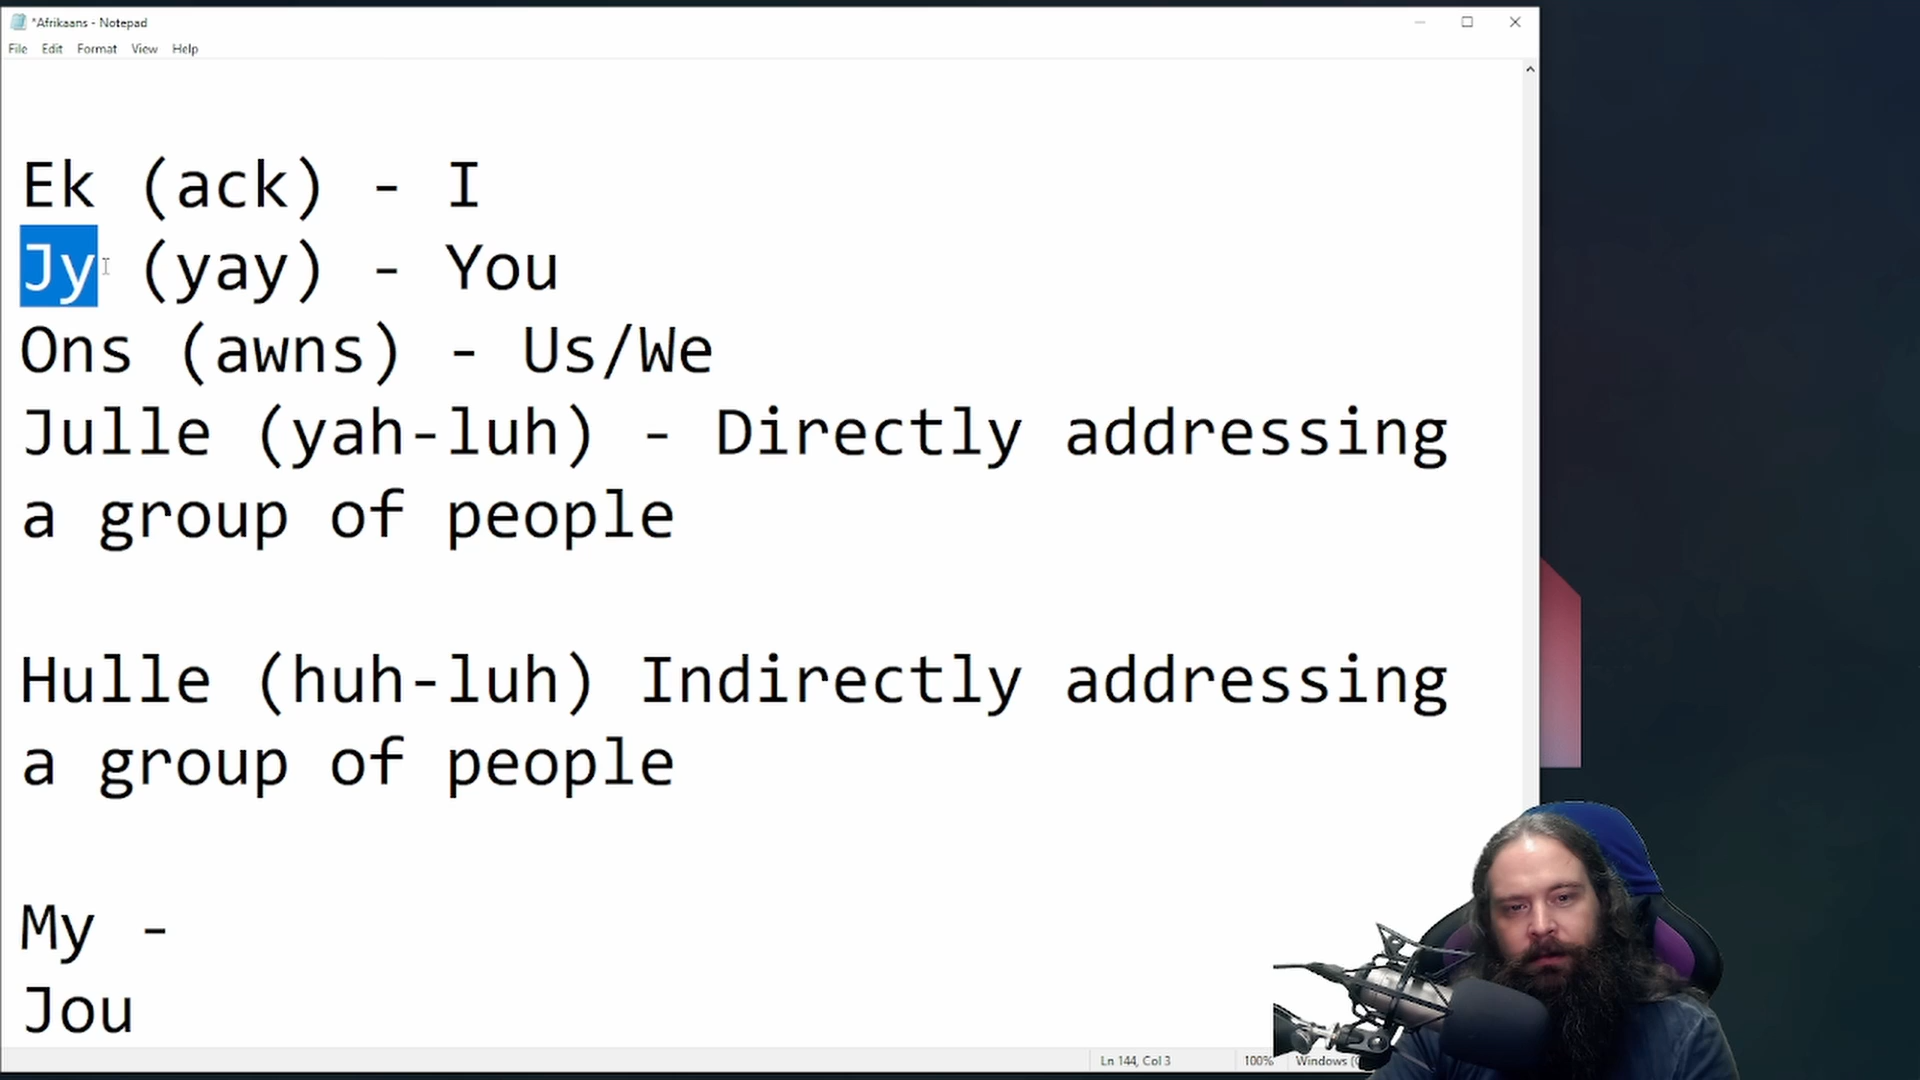 *Afrikaans - Notepad
File Edit Format View Help
Ek (ack) - I
Jy (yay) - You
Ons (awns) - Us/We
Julle (yah-luh) - Directly addressing
a group of people
Hulle (huh-luh) Indirectly addressing
a group of people
My -
Jou
Ln 144, Col 3 100% Windows